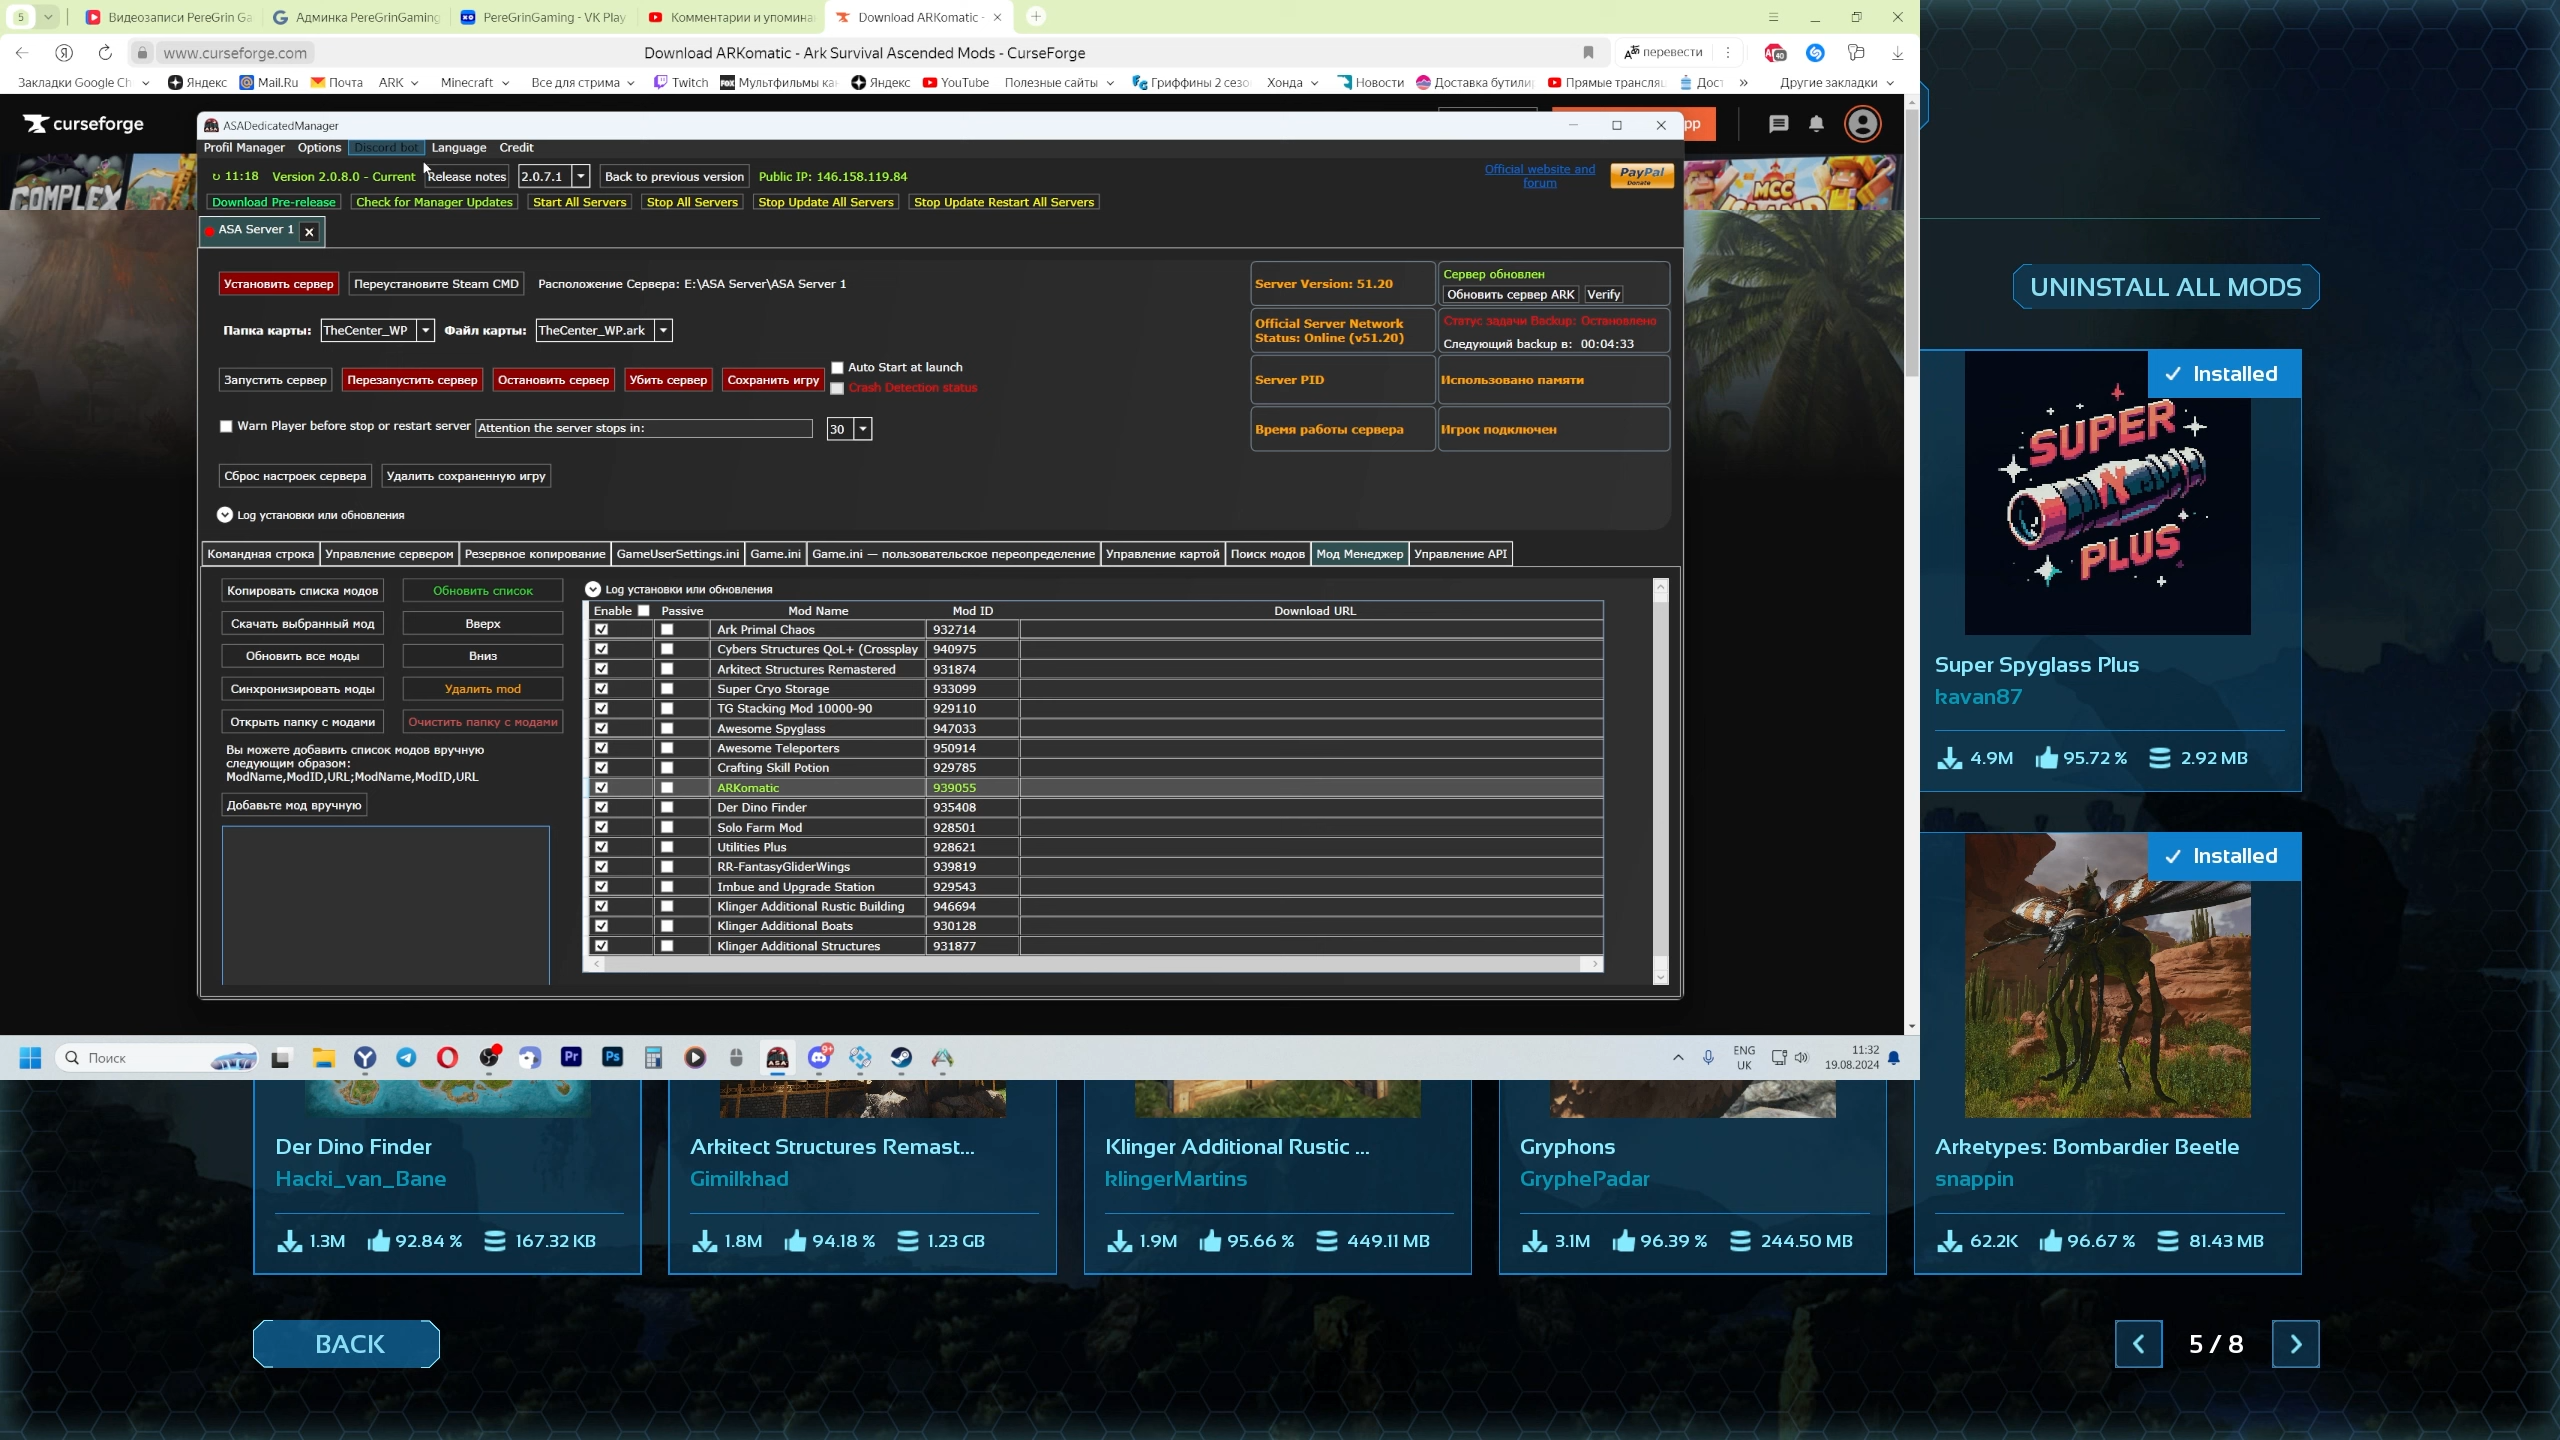 5
Видеозаписи PereGrin Ga
Админка PereGrinGaming
PereGrinGaming - VK Play
Комментарии и упомина
Download ARKomatic -
www.curseforge.com
Download ARKomatic - Ark Survival Ascended Mods - CurseForge
перевести
40
Закладки Google Ch
Яндекс
Mail.Ru
Почта
ARK
Minecraft
Все для стрима
Twitch
Мультфильмы ка
Яндекс
YouTube
Полезные сайты
Гриффины 2 сезо
Хонда
Новости
Доставка бутили
Прямые трансля
Дост
Другие закладки
curseforge
pp
COMPLEX
MCC
ISLAND
ASADedicatedManager
Profil Manager Options Discord bot Language Credit
11:18 Version 2.0.8.0 - Current Release notes 2.0.7.1 Back to previous version Public IP: 146.158.119.84
Official website and
forum
PayPal
Donate
Download Pre-release Check for Manager Updates Start All Servers Stop All Servers Stop Update All Servers Stop Update Restart All Servers
ASA Server 1
Установить сервер Переустановите Steam CMD Расположение Сервера: E:\ASA Server\ASA Server 1
Папка карты: TheCenter_WP Файл карты: TheCenter_WP.ark
Запустить сервер Перезапустить сервер Остановить сервер Убить сервер Сохранить игру
Auto Start at launch
Crash Detection status
Warn Player before stop or restart server Attention the server stops in: 30
Сброс настроек сервера Удалить сохраненную игру
Log установки или обновления
Server Version: 51.20
Сервер обновлен
Обновить сервер ARK Verify
Official Server Network
Status: Online (v51.20)
Статус задачи Backup: Остановлено
Следующий backup в: 00:04:33
Server PID
Использовано памяти
Время работы сервера
Игрок подключен
Командная строка Управление сервером Резервное копирование GameUserSettings.ini Game.ini Game.ini — пользовательское переопределение Управление картой Поиск модов Мод Менеджер Управление API
Копировать списка модов Обновить список
Скачать выбранный мод Вверх
Обновить все моды Вниз
Синхронизировать моды Удалить mod
Открыть папку с модами Очистить папку с модами
Вы можете добавить список модов вручную
следующим образом:
ModName,ModID,URL;ModName,ModID,URL
Добавьте мод вручную
Log установки или обновления
Enable Passive Mod Name Mod ID Download URL
Ark Primal Chaos 932714
Cybers Structures QoL+ (Crossplay 940975
Arkitect Structures Remastered 931874
Super Cryo Storage 933099
TG Stacking Mod 10000-90 929110
Awesome Spyglass 947033
Awesome Teleporters 950914
Crafting Skill Potion 929785
ARKomatic 939055
Der Dino Finder 935408
Solo Farm Mod 928501
Utilities Plus 928621
RR-FantasyGliderWings 939819
Imbue and Upgrade Station 929543
Klinger Additional Rustic Building 946694
Klinger Additional Boats 930128
Klinger Additional Structures 931877
Поиск
Pr
Ps
ENG
UK
11:32
19.08.2024
UNINSTALL ALL MODS
Installed
SUPER
PLUS
Super Spyglass Plus
kavan87
4.9M 95.72 % 2.92 MB
Installed
Der Dino Finder
Hacki_van_Bane
1.3M 92.84 % 167.32 KB
Arkitect Structures Remast...
Gimilkhad
1.8M 94.18 % 1.23 GB
Klinger Additional Rustic ...
klingerMartins
1.9M 95.66 % 449.11 MB
Gryphons
GryphePadar
3.1M 96.39 % 244.50 MB
Arketypes: Bombardier Beetle
snappin
62.2K 96.67 % 81.43 MB
BACK
5 / 8